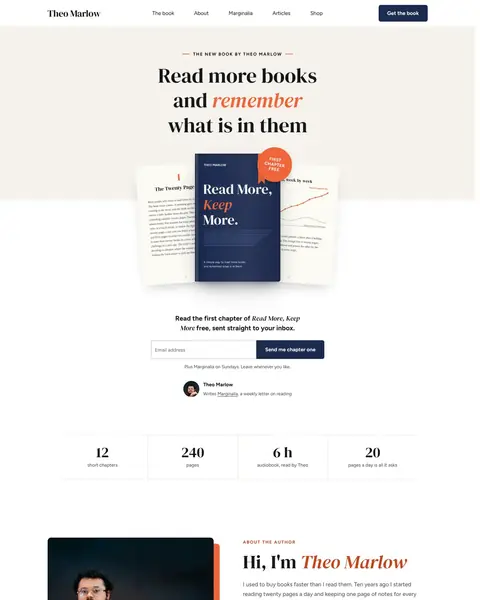 Theo Marlow
The book
About
Marginalia
Articles
Shop
Get the book
THE NEW BOOK BY THEO MARLOW
Read more books
and remember
what is in them
The Twenty Pages
THEO MARLOW
Read More,
Keep
More.
FIRST
CHAPTER
FREE
week by week
Read the first chapter of Read More, Keep
More free, sent straight to your inbox.
Email address
Send me chapter one
Plus Marginalia on Sundays. Leave whenever you like.
Theo Marlow
Writes Marginalia, a weekly letter on reading
12
short chapters
240
pages
6 h
audiobook, read by Theo
20
pages a day is all it asks
ABOUT THE AUTHOR
Hi, I'm Theo Marlow
I used to buy books faster than I read them. Ten years ago I started
reading twenty pages a day and keeping one page of notes for every